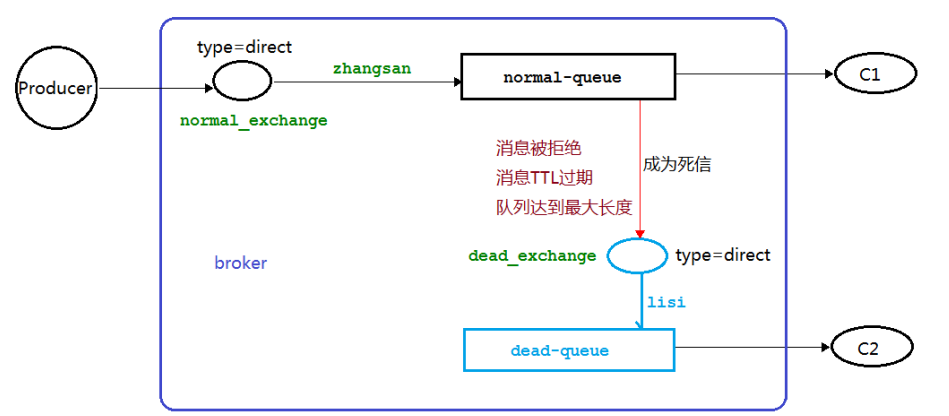 type=direct
zhangsan
normal-queue
C1
Producer
normal_exchange
消息被拒绝
消息TTL过期
成为死信
队列达到最大长度
dead_exchange
type=direct
broker
lisi
dead-queue
C2